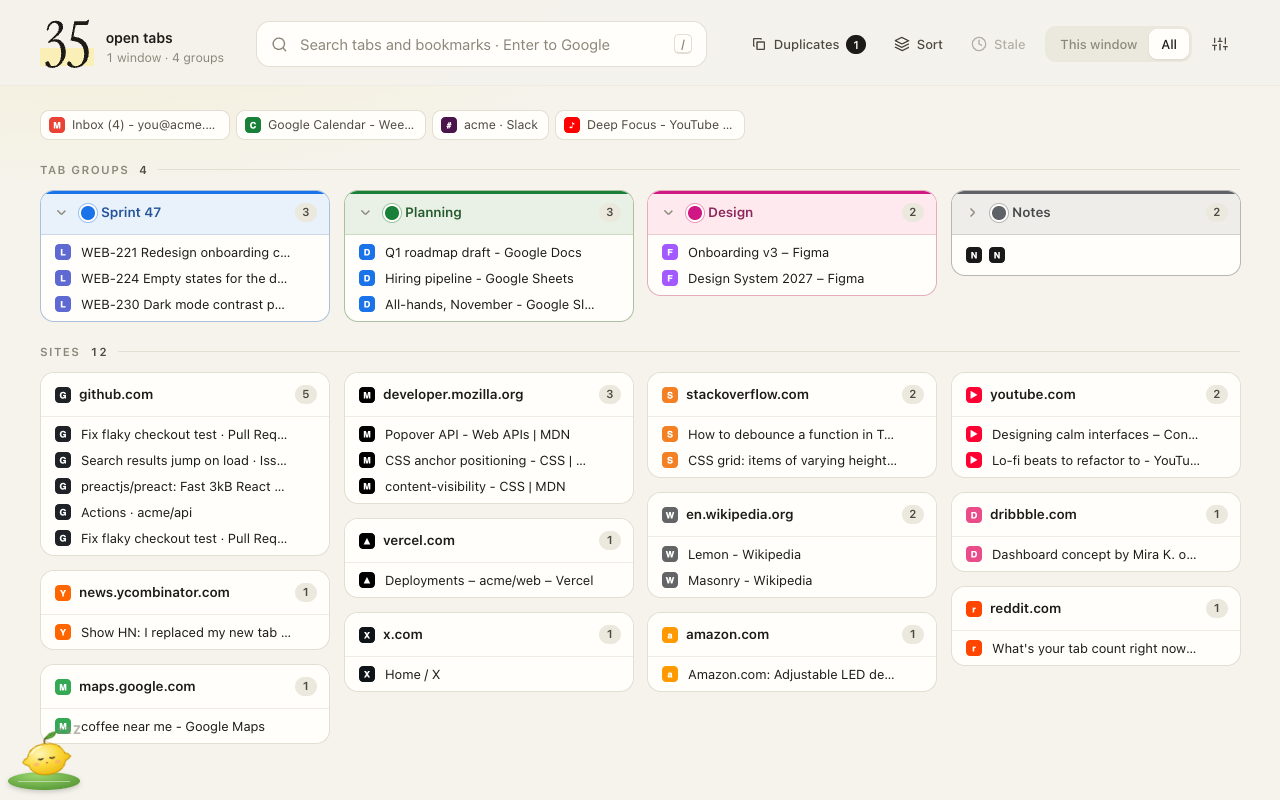 35 open tabs
1 window · 4 groups
Search tabs and bookmarks · Enter to Google /
Duplicates 1
Sort
Stale
This window All
M Inbox (4) - you@acme....
C Google Calendar - Wee...
# acme · Slack
Deep Focus - YouTube ...
TAB GROUPS 4
Sprint 47 3
L WEB-221 Redesign onboarding c...
L WEB-224 Empty states for the d...
L WEB-230 Dark mode contrast p...
Planning 3
D Q1 roadmap draft - Google Docs
D Hiring pipeline - Google Sheets
D All-hands, November - Google Sl...
Design 2
F Onboarding v3 – Figma
F Design System 2027 – Figma
Notes 2
N N
SITES 12
G github.com 5
G Fix flaky checkout test · Pull Req...
G Search results jump on load · Iss...
G preactjs/preact: Fast 3kB React ...
G Actions · acme/api
G Fix flaky checkout test · Pull Req...
M developer.mozilla.org 3
M Popover API - Web APIs | MDN
M CSS anchor positioning - CSS | ...
M content-visibility - CSS | MDN
S stackoverflow.com 2
S How to debounce a function in T...
S CSS grid: items of varying height...
youtube.com 2
Designing calm interfaces – Con...
Lo-fi beats to refactor to - YouTu...
W en.wikipedia.org 2
W Lemon - Wikipedia
W Masonry - Wikipedia
D dribbble.com 1
D Dashboard concept by Mira K. o...
vercel.com 1
Deployments – acme/web – Vercel
Y news.ycombinator.com 1
Y Show HN: I replaced my new tab ...
r reddit.com 1
r What's your tab count right now...
X x.com 1
X Home / X
a amazon.com 1
a Amazon.com: Adjustable LED de...
M maps.google.com 1
M coffee near me - Google Maps
z